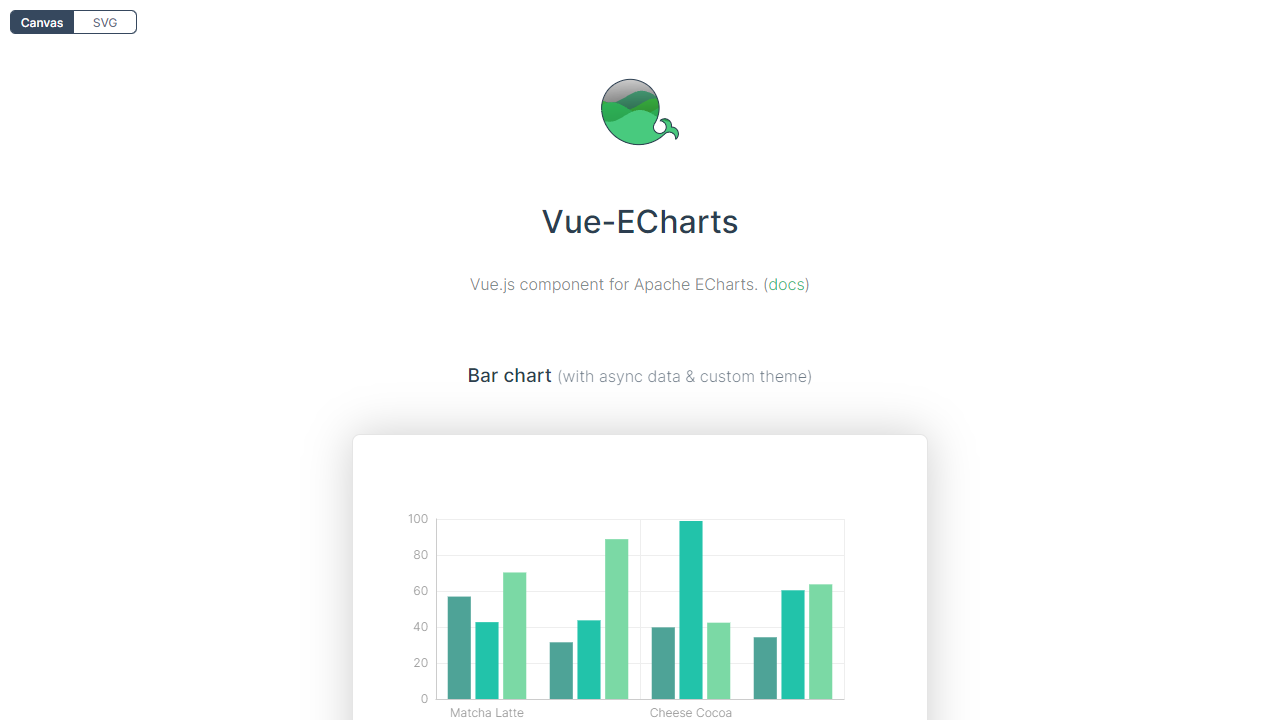 Canvas SVG
Vue-ECharts
Vue.js component for Apache ECharts. (docs)
Bar chart (with async data & custom theme)
100
80
60
40
20
0
Matcha Latte Cheese Cocoa